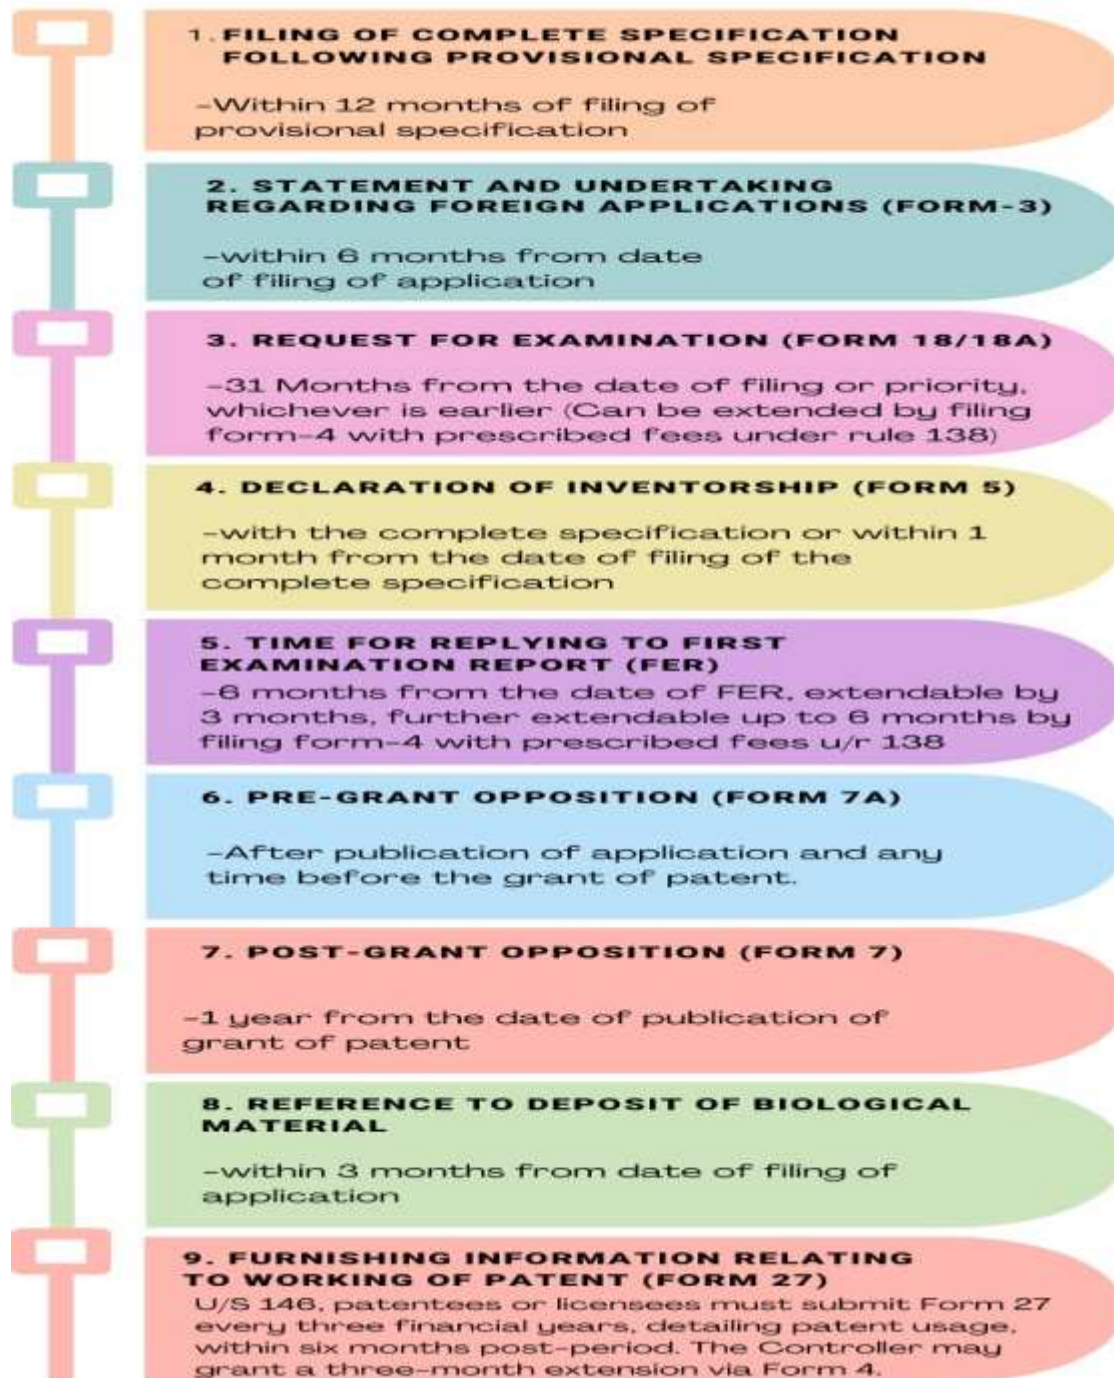 1. FILING OF COMPLETE SPECIFICATION
FOLLOWING PROVISIONAL SPECIFICATION
-Within 12 months of filing of
provisional specification
2. STATEMENT AND UNDERTAKING
REGARDING FOREIGN APPLICATIONS (FORM-3)
-within 6 months from date
of filing of application
3. REQUEST FOR EXAMINATION (FORM 18/18A)
-31 Months from the date of filing or priority,
whichever is earlier (Can be extended by filing
form-4 with prescribed fees under rule 138)
4. DECLARATION OF INVENTORSHIP (FORM 5)
-with the complete specification or within 1
month from the date of filing of the
complete specification
5. TIME FOR REPLYING TO FIRST
EXAMINATION REPORT (FER)
-6 months from the date of FER, extendable by
3 months, further extendable up to 6 months by
filing form-4 with prescribed fees u/r 138
6. PRE-GRANT OPPOSITION (FORM 7A)
-After publication of application and any
time before the grant of patent.
7. POST-GRANT OPPOSITION (FORM 7)
-1 year from the date of publication of
grant of patent
8. REFERENCE TO DEPOSIT OF BIOLOGICAL
MATERIAL
-within 3 months from date of filing of
application
9. FURNISHING INFORMATION RELATING
TO WORKING OF PATENT (FORM 27)
U/S 146, patentees or licensees must submit Form 27
every three financial years, detailing patent usage,
within six months post-period. The Controller may
grant a three-month extension via Form 4.